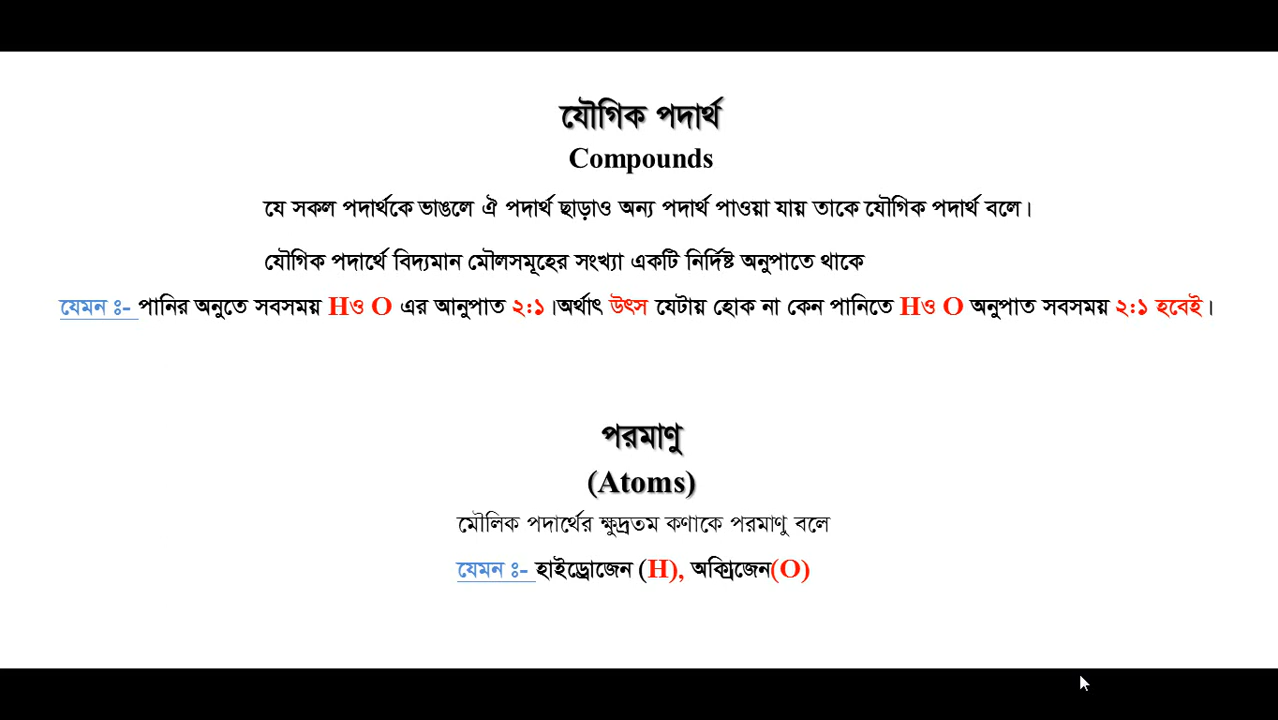 যৌগিক পদার্থ
Compounds
যে সকল পদার্থকে ভাঙলে ঐ পদার্থ ছাড়াও অন্য পদার্থ পাওয়া যায় তাকে যৌগিক পদার্থ বলে।
যৌগিক পদার্থে বিদ্যমান মৌলসমূহের সংখ্যা একটি নির্দিষ্ট অনুপাতে থাকে
যেমন ঃ- পানির অনুতে সবসময় Hও O এর আনুপাত ২:১।অর্থাৎ উৎস যেটায় হোক না কেন পানিতে Hও O অনুপাত সবসময় ২:১ হবেই।
পরমাণু
(Atoms)
মৌলিক পদার্থের ক্ষুদ্রতম কণাকে পরমাণু বলে
যেমন ঃ- হাইড্রোজেন (H), অক্সিজেন(O)